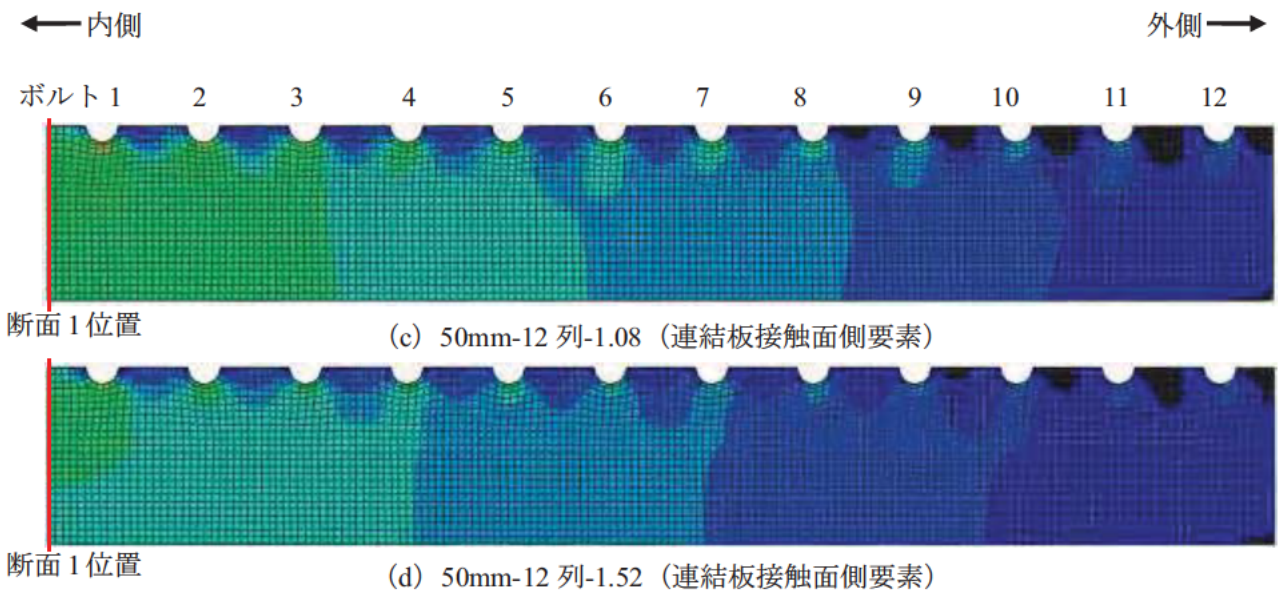 内側 外側
ボルト 1 2 3 4 5 6 7 8 9 10 11 12
断面 1 位置
(c) 50mm-12 列-1.08(連結板接触面側要素)
断面 1 位置
(d) 50mm-12 列-1.52(連結板接触面側要素)